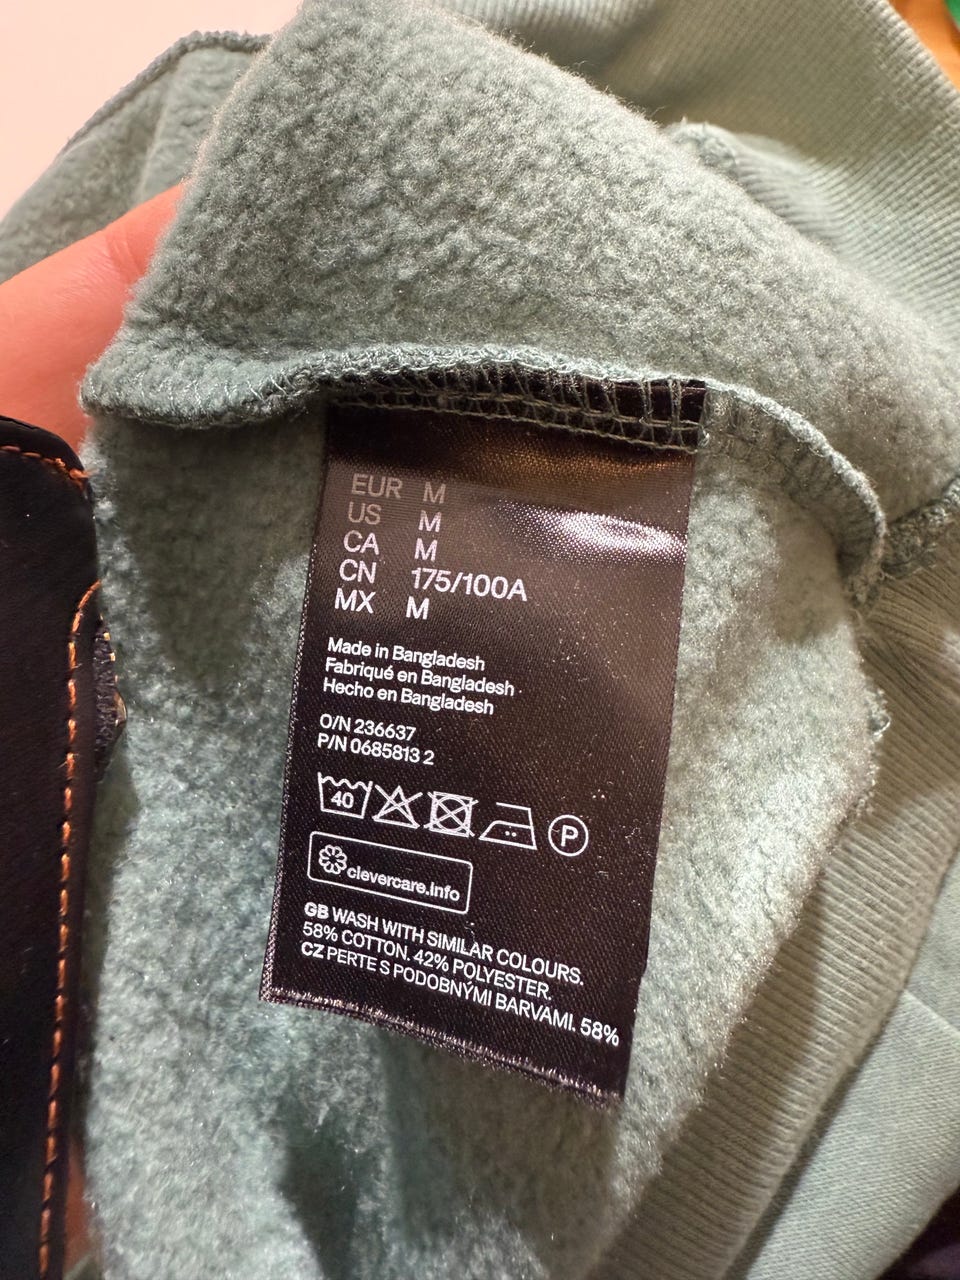 EUR M
US M
CA M
CN 175/100A
MX M
Made in Bangladesh
Fabriqué en Bangladesh
Hecho en Bangladesh
O/N 236637
P/N 0685813 2
40
P
clevercare.info
GB WASH WITH SIMILAR COLOURS.
58% COTTON. 42% POLYESTER.
CZ PERTE S PODOBNÝMI BARVAMI. 58%